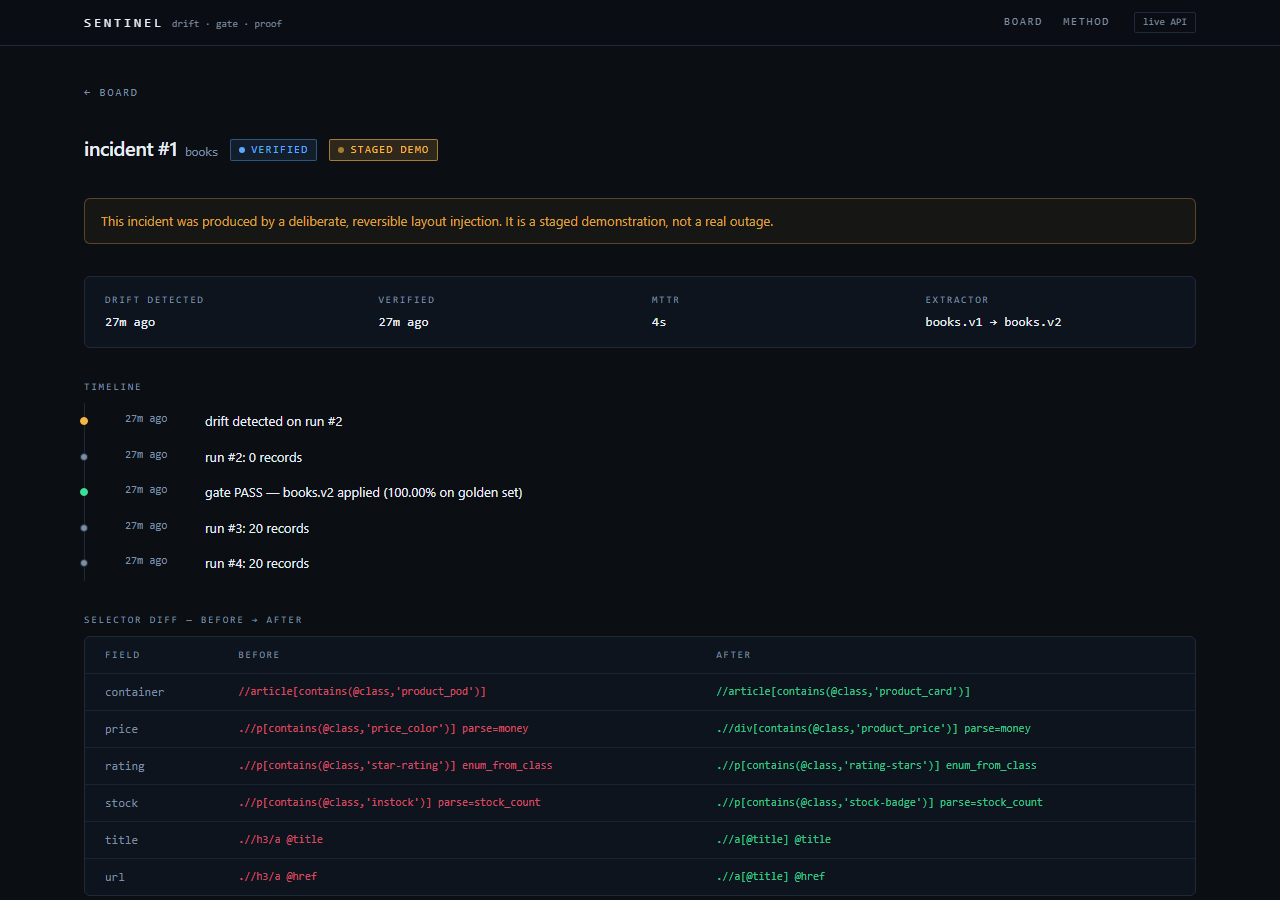 SENTINEL drift · gate · proof BOARD METHOD live API
← BOARD
incident #1 books VERIFIED STAGED DEMO
This incident was produced by a deliberate, reversible layout injection. It is a staged demonstration, not a real outage.
DRIFT DETECTED VERIFIED MTTR EXTRACTOR
27m ago 27m ago 4s books.v1 → books.v2
TIMELINE
27m ago drift detected on run #2
27m ago run #2: 0 records
27m ago gate PASS — books.v2 applied (100.00% on golden set)
27m ago run #3: 20 records
27m ago run #4: 20 records
SELECTOR DIFF — BEFORE → AFTER
FIELD BEFORE AFTER
container //article[contains(@class,'product_pod')] //article[contains(@class,'product_card')]
price .//p[contains(@class,'price_color')] parse=money .//div[contains(@class,'product_price')] parse=money
rating .//p[contains(@class,'star-rating')] enum_from_class .//p[contains(@class,'rating-stars')] enum_from_class
stock .//p[contains(@class,'instock')] parse=stock_count .//p[contains(@class,'stock-badge')] parse=stock_count
title .//h3/a @title .//a[@title] @title
url .//h3/a @href .//a[@title] @href